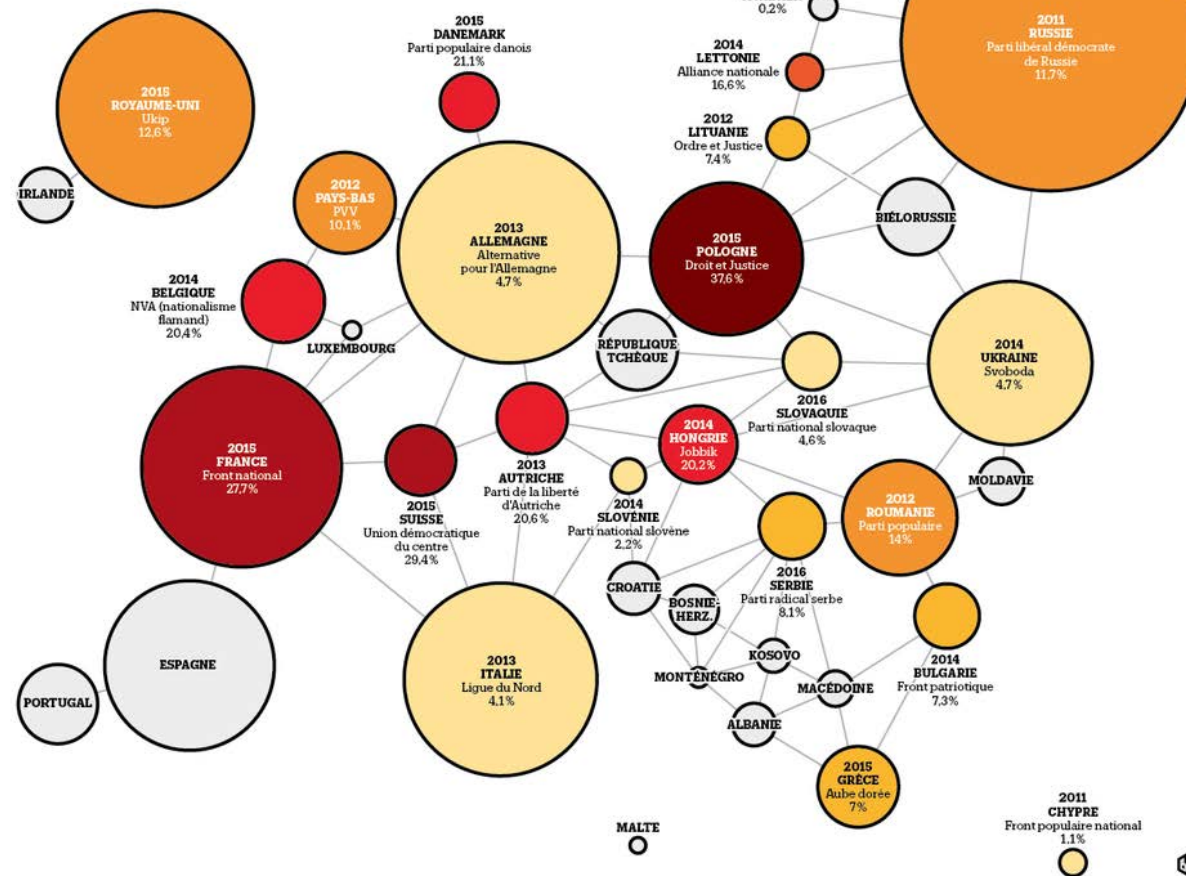 0,2%
2011
RUSSIE
Parti libéral démocrate
de Russie
11,7%
2015
DANEMARK
Parti populaire danois
21,1%
2014
LETTONIE
Alliance nationale
16,6%
2015
ROYAUME-UNI
Ukip
12,6%
2012
LITUANIE
Ordre et Justice
7,4%
IRLANDE
2012
PAYS-BAS
PVV
10,1%
BIÉLORUSSIE
2013
ALLEMAGNE
Alternative
pour l'Allemagne
4,7%
2015
POLOGNE
Droit et Justice
37,6%
2014
BELGIQUE
NVA (nationalisme
flamand)
20,4%
LUXEMBOURG
RÉPUBLIQUE
TCHÈQUE
2014
UKRAINE
Svoboda
4,7%
2016
SLOVAQUIE
Parti national slovaque
4,6%
2014
HONGRIE
Jobbik
20,2%
2015
FRANCE
Front national
27,7%
2013
AUTRICHE
Parti de la liberté
d'Autriche
20,6%
MOLDAVIE
2015
SUISSE
Union démocratique
du centre
29,4%
2014
SLOVÉNIE
Parti national slovène
2,2%
2012
ROUMANIE
Parti populaire
14%
CROATIE
BOSNIE-
HERZ.
2016
SERBIE
Parti radical serbe
8,1%
ESPAGNE
KOSOVO
2013
ITALIE
Ligue du Nord
4,1%
MONTÉNÉGRO
MACÉDOINE
2014
BULGARIE
Front patriotique
7,3%
PORTUGAL
ALBANIE
2015
GRÈCE
Aube dorée
7%
MALTE
2011
CHYPRE
Front populaire national
1,1%